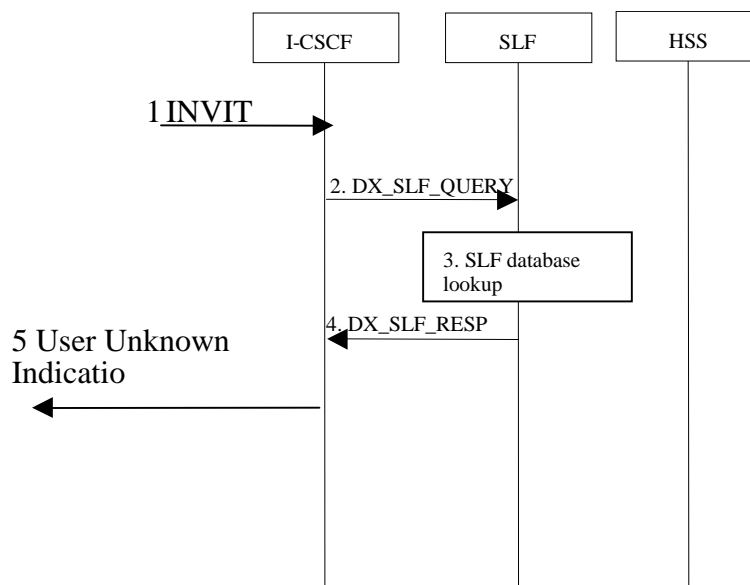 I-CSCF
SLF
HSS
1 INVIT
2. DX_SLF_QUERY
3. SLF database
lookup
4. DX_SLF_RESP
5 User Unknown
Indicatio